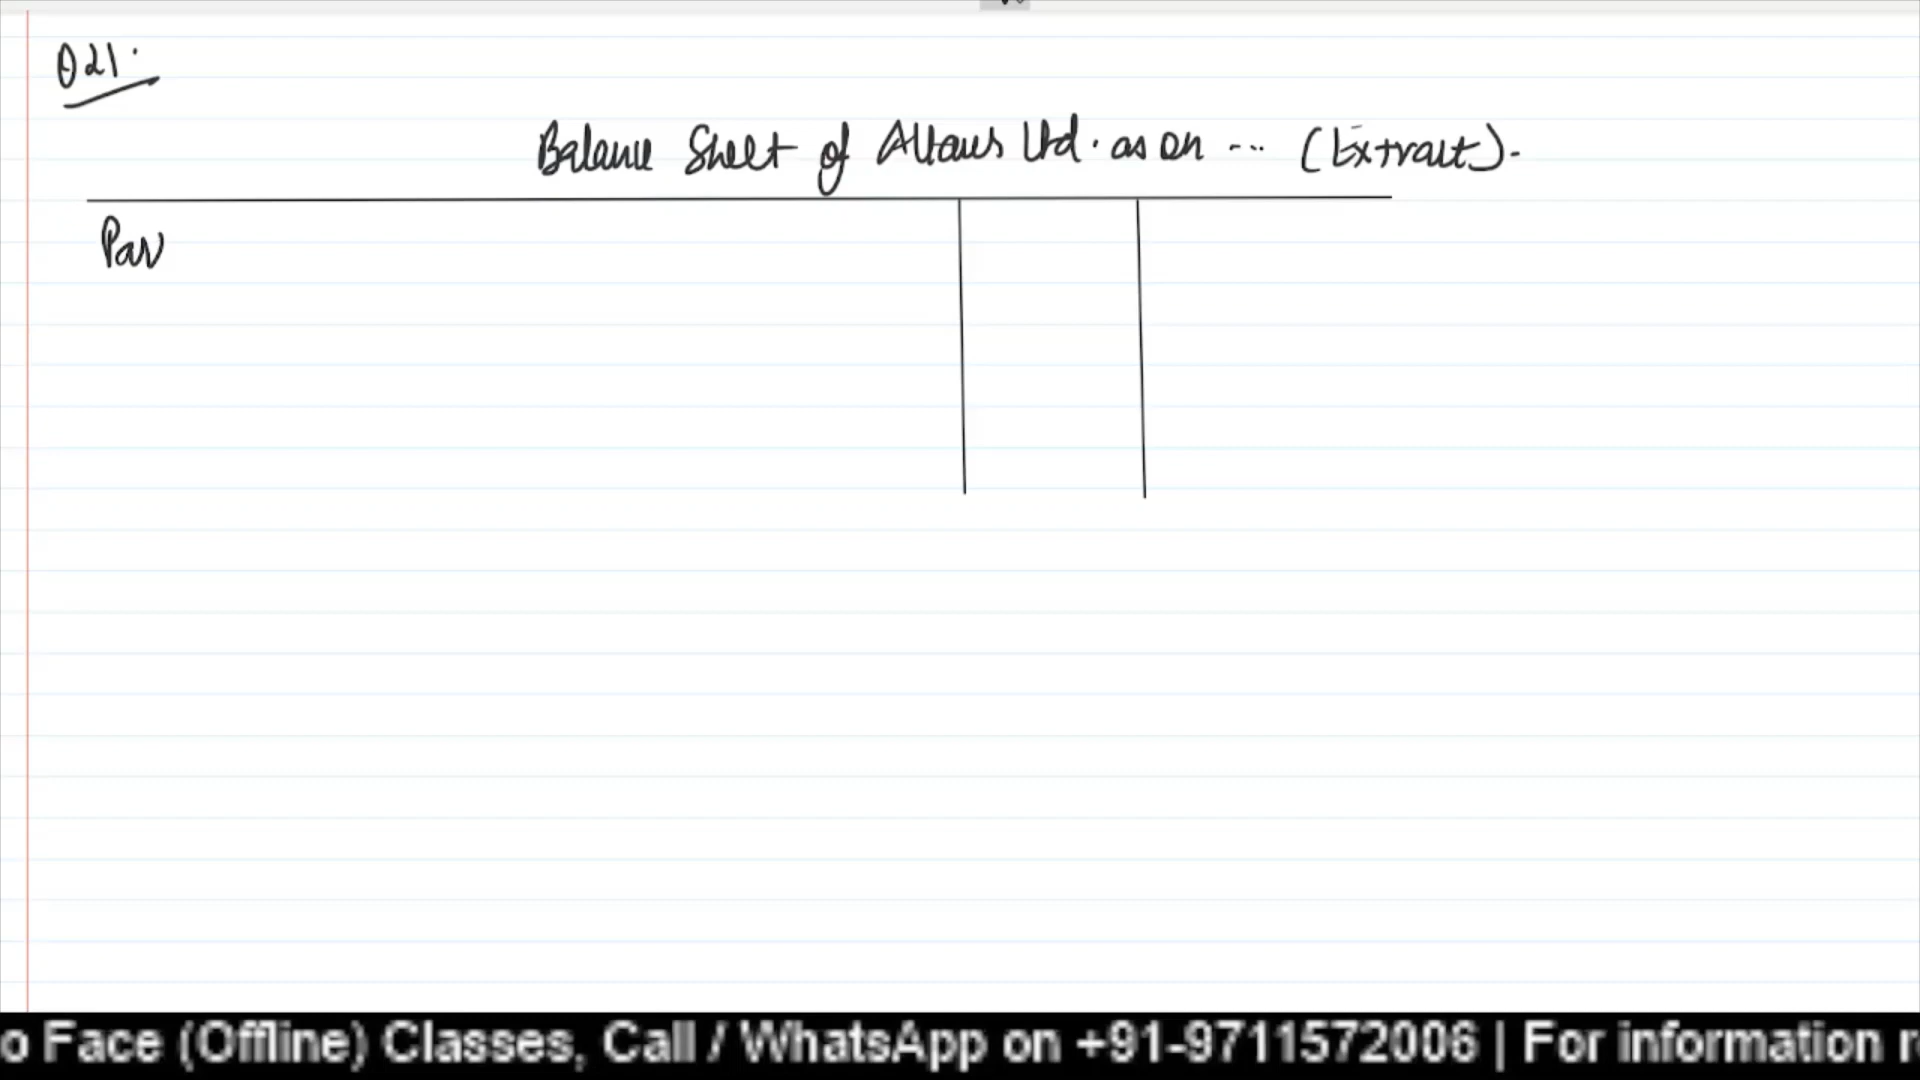 Q21.
Balance Sheet of Altaus Ltd. as on ... (Extract).
Par
o Face (Offline) Classes, Call / WhatsApp on +91-9711572006 | For information r